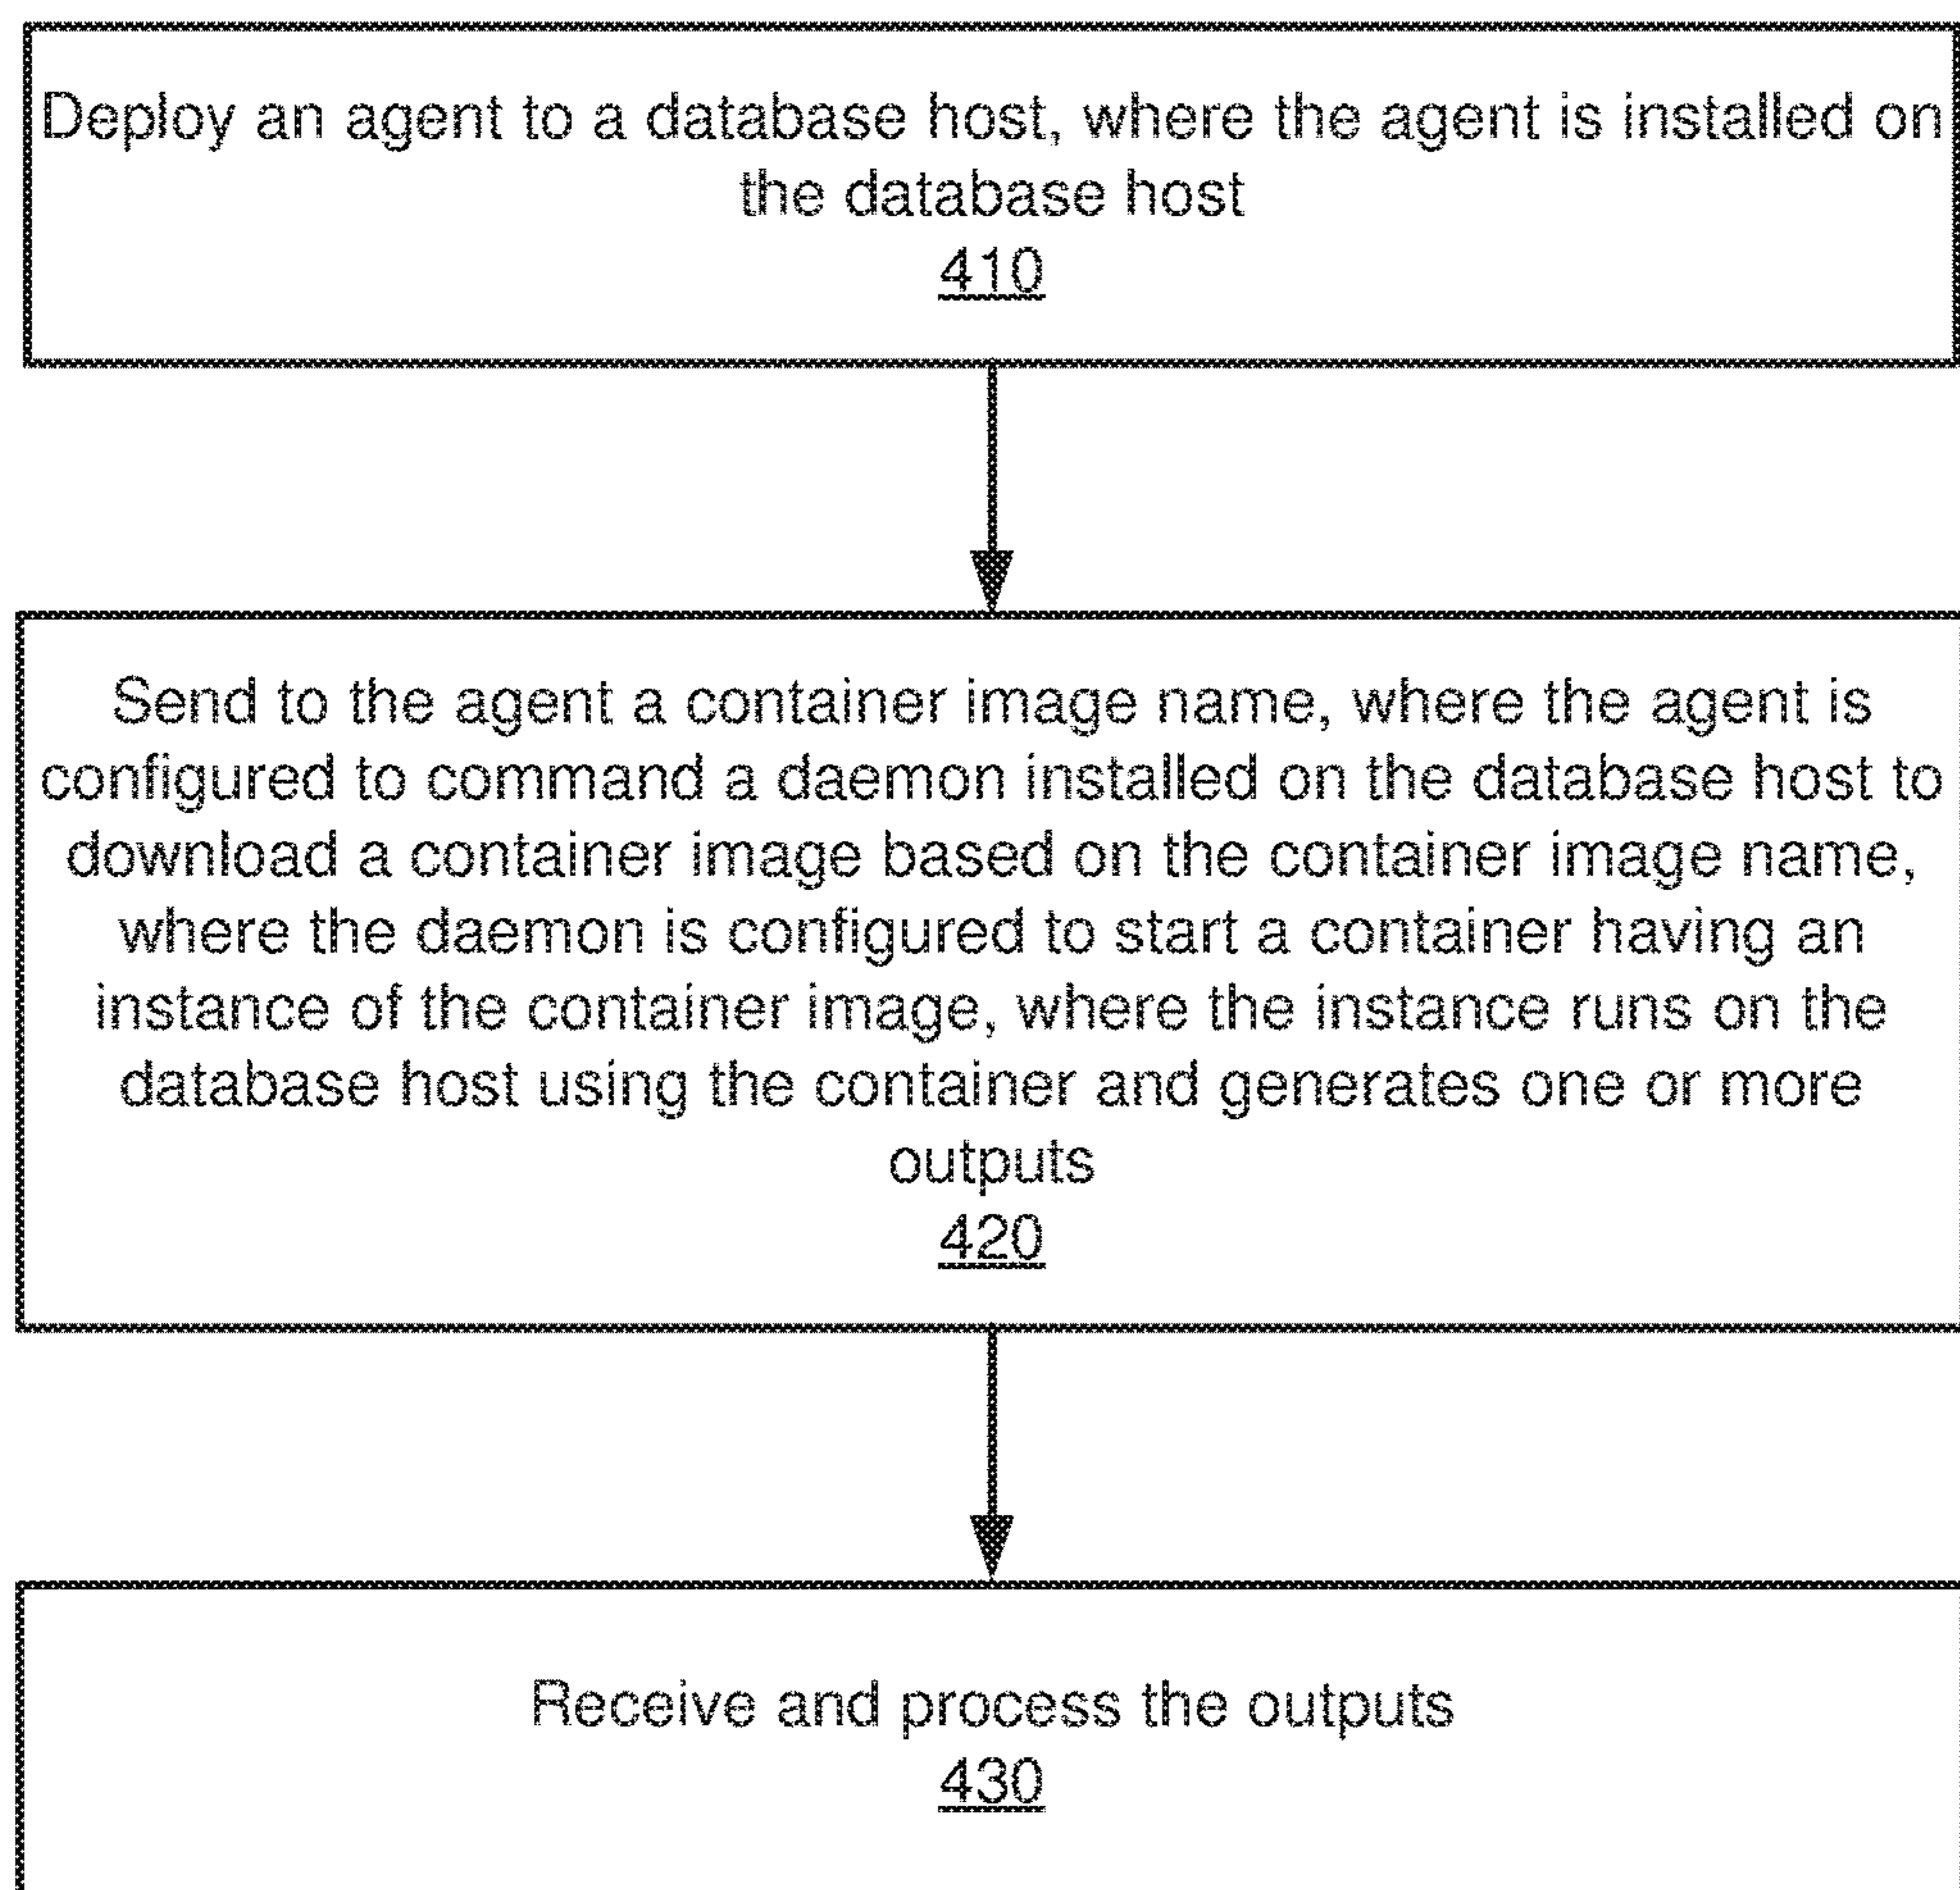 Deploy an agent to a database host, where the agent is installed on
the database host
410
Send to the agent a container image name, where the agent is
configured to command a daemon installed on the database host to
download a container image based on the container image name,
where the daemon is configured to start a container having an
instance of the container image, where the instance runs on the
database host using the container and generates one or more
outputs
420
Receive and process the outputs
430